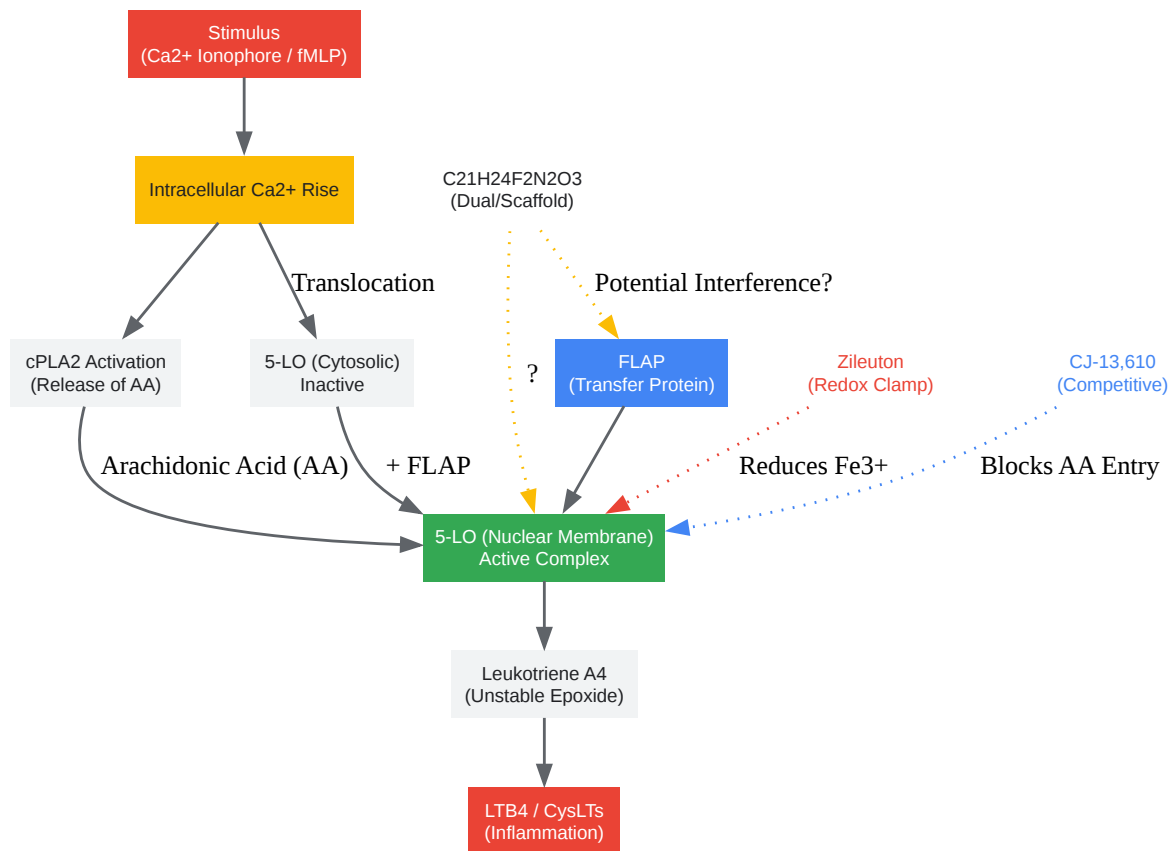 Stimulus
(Ca2+ Ionophore / fMLP)
Intracellular Ca2+ Rise
C21H24F2N2O3
(Dual/Scaffold)
Translocation
Potential Interference?
cPLA2 Activation
(Release of AA)
5-LO (Cytosolic)
Inactive
?
FLAP
(Transfer Protein)
Zileuton
(Redox Clamp)
CJ-13,610
(Competitive)
Arachidonic Acid (AA)
+ FLAP
Reduces Fe3+
Blocks AA Entry
5-LO (Nuclear Membrane)
Active Complex
Leukotriene A4
(Unstable Epoxide)
LTB4 / CysLTs
(Inflammation)